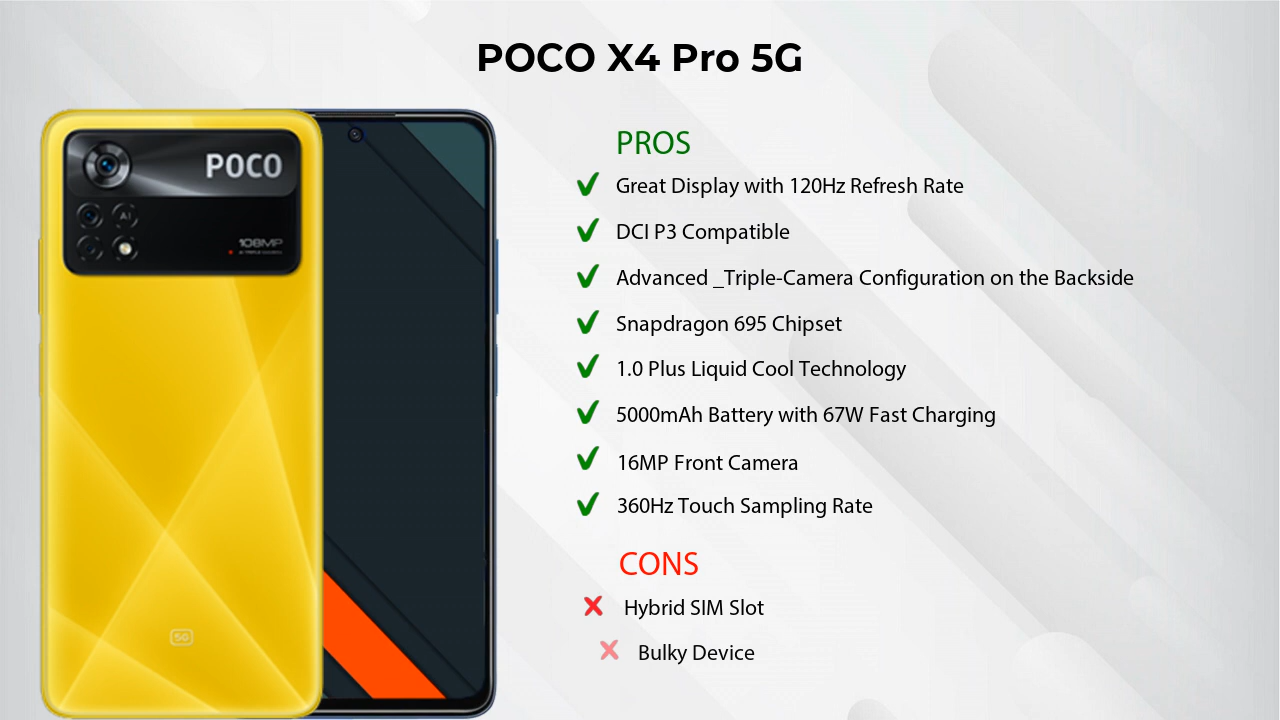 POCO X4 Pro 5G
POCO
AI
108MP
5G
PROS
Great Display with 120Hz Refresh Rate
DCI P3 Compatible
Advanced _Triple-Camera Configuration on the Backside
Snapdragon 695 Chipset
1.0 Plus Liquid Cool Technology
5000mAh Battery with 67W Fast Charging
16MP Front Camera
360Hz Touch Sampling Rate
CONS
Hybrid SIM Slot
Bulky Device